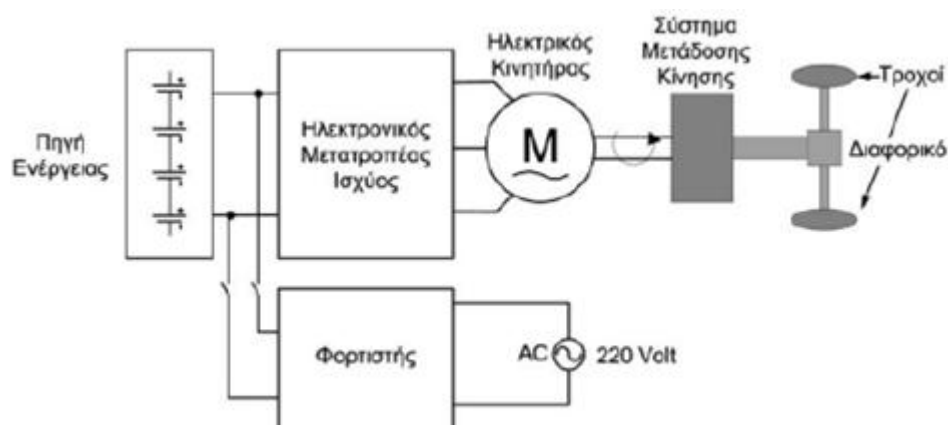 Πηγή
Ενέργειας
Ηλεκτρονικός
Μετατροπέας
Ισχύος
Ηλεκτρικός
Κινητήρας
M
Σύστημα
Μετάδοσης
Κίνησης
Τροχοί
Διαφορικό
Φορτιστής
AC 220 Volt